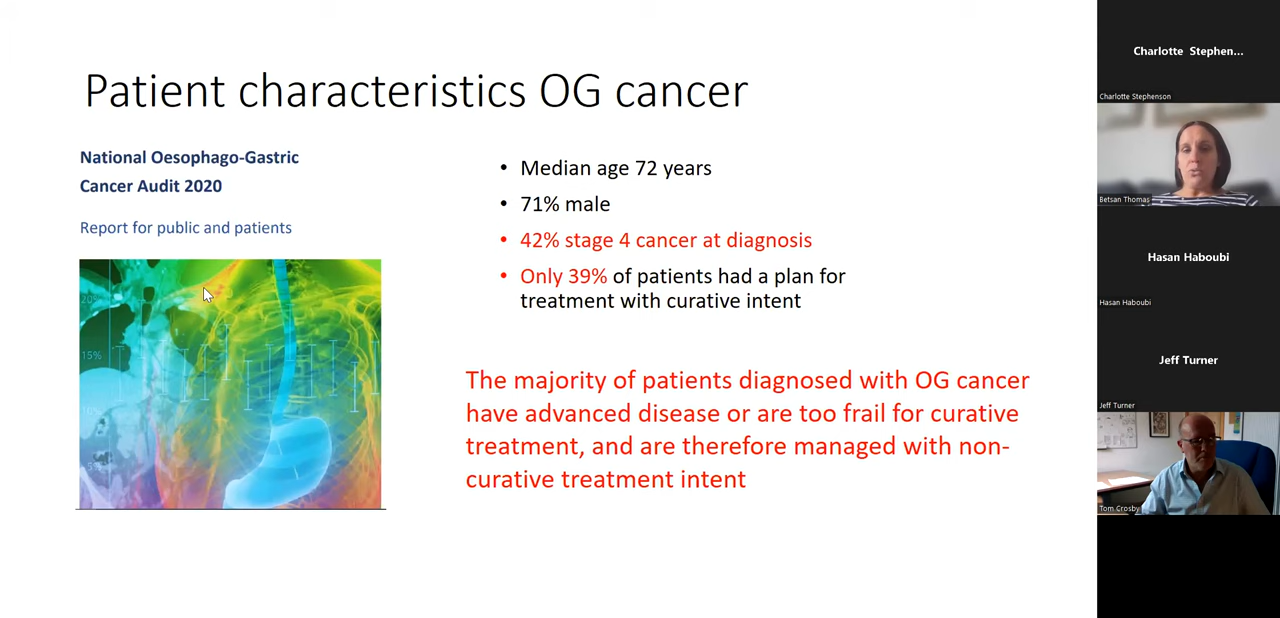 Patient characteristics OG cancer
National Oesophago-Gastric
Cancer Audit 2020
Report for public and patients
20%
15%
10%
5%
• Median age 72 years
• 71% male
• 42% stage 4 cancer at diagnosis
• Only 39% of patients had a plan for
treatment with curative intent
The majority of patients diagnosed with OG cancer
have advanced disease or are too frail for curative
treatment, and are therefore managed with non-
curative treatment intent
Charlotte Stephen...
Charlotte Stephenson
Betsan Thomas
Hasan Haboubi
Hasan Haboubi
Jeff Turner
Jeff Turner
Tom Crosby